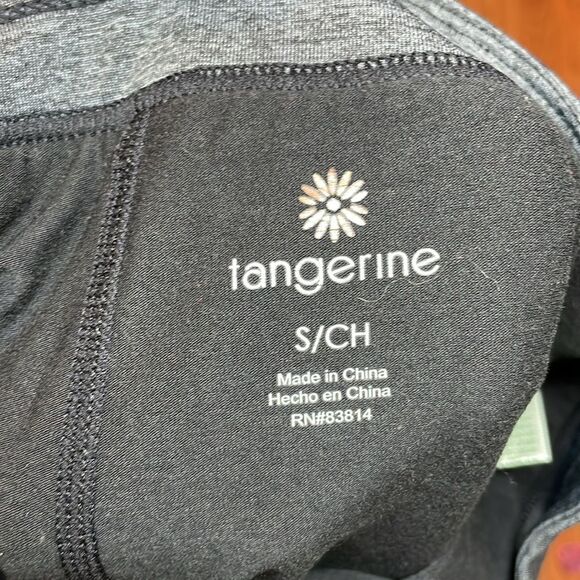 tangerine
S/CH
Made in China
Hecho en China
RN#83814